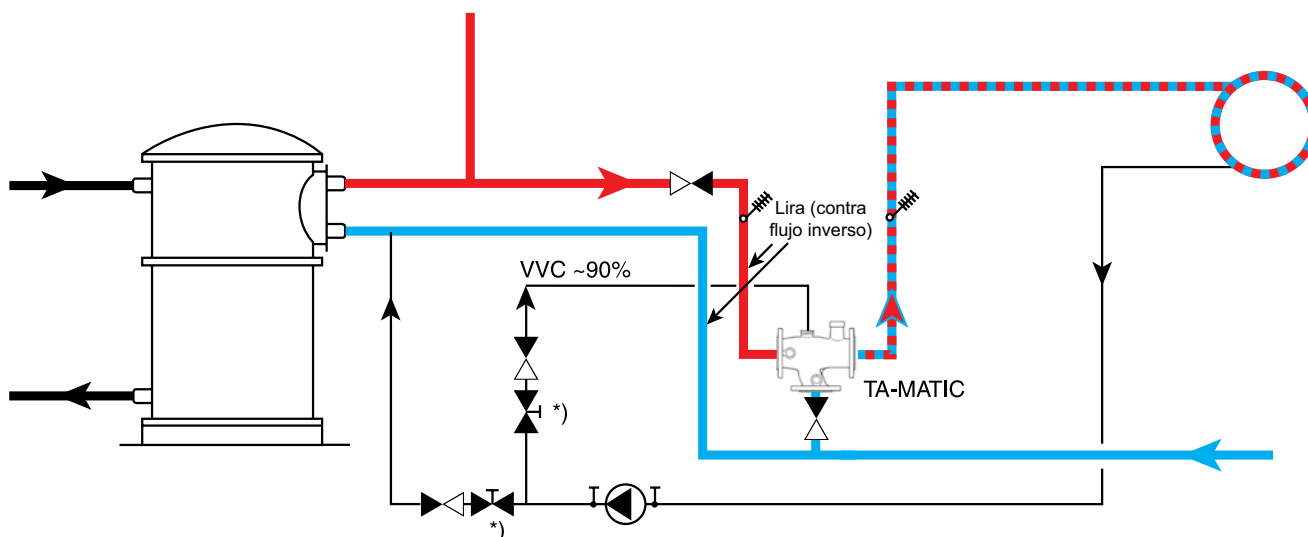 Lira (contra
flujo inverso)
VVC ~90%
TA-MATIC
*)
*)